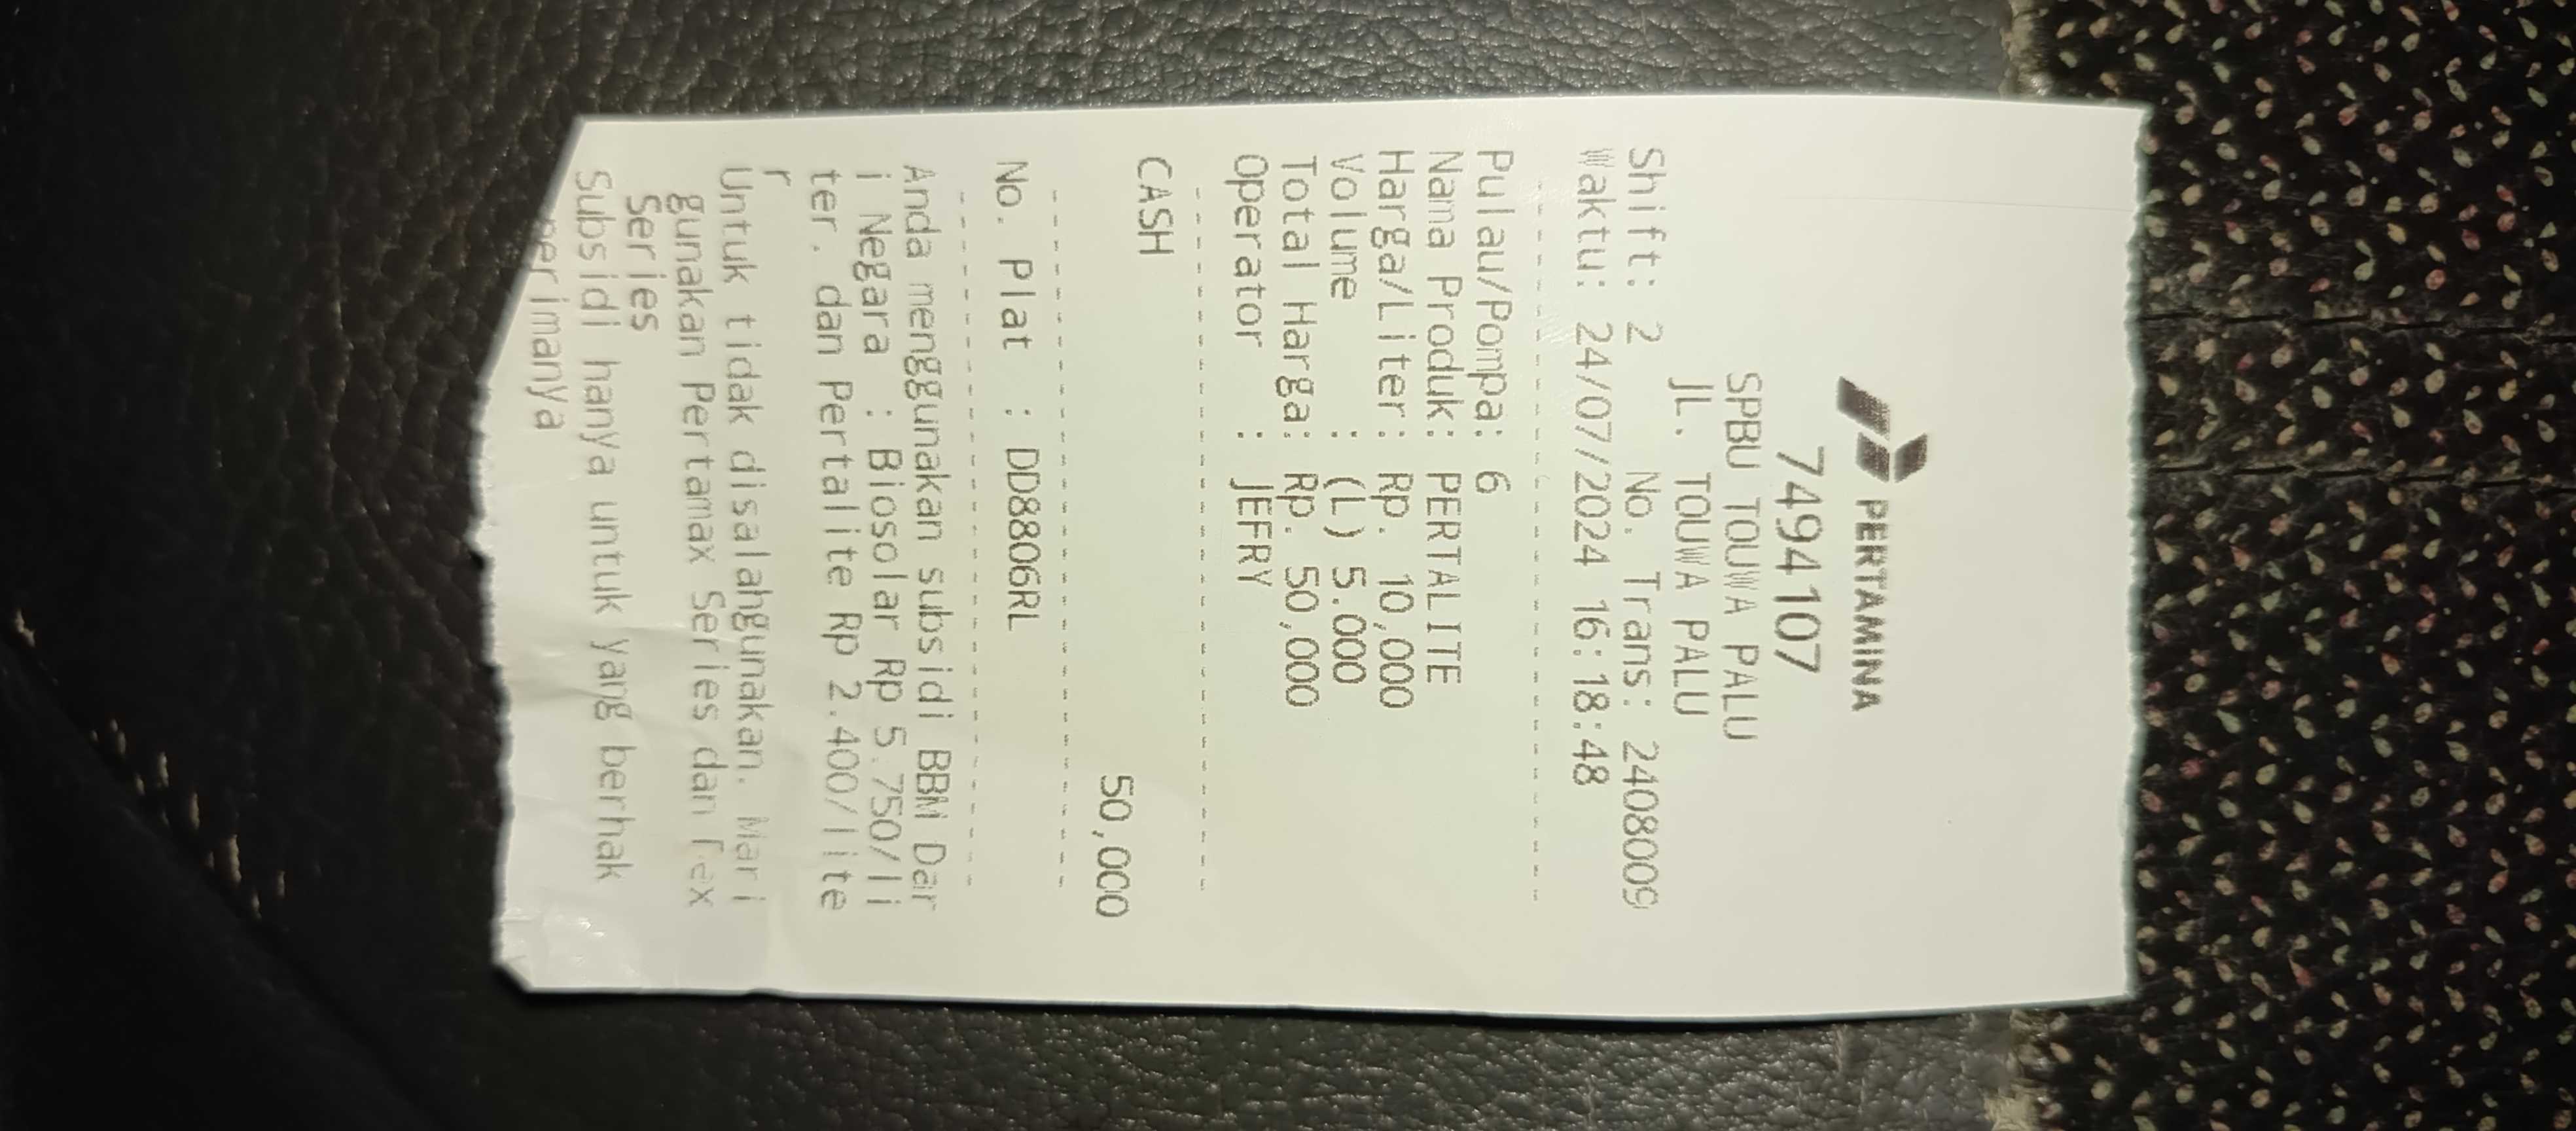 PERTAMINA
7494107
SPBU TOUWA PALU
JL. TOUWA PALU
Shift: 2 No. Trans: 2408009
Waktu: 24/07/2024 16:18:48
Pulau/Pompa: 6
Nama Produk: PERTALITE
Harga/Liter: Rp. 10,000
Volume : (L) 5.000
Total Harga: Rp. 50,000
Operator : JEFRY
CASH
50,000
No. Plat : DD8806RL
Anda menggunakan subsidi BBM Dar
i Negara : Biosolar Rp 5.750/li
ter. dan Pertalite Rp 2.400/lite
r
Untuk tidak disalahgunakan. Mari
gunakan Pertamax Series dan
Series
Subsidi hanya untuk yang berhak